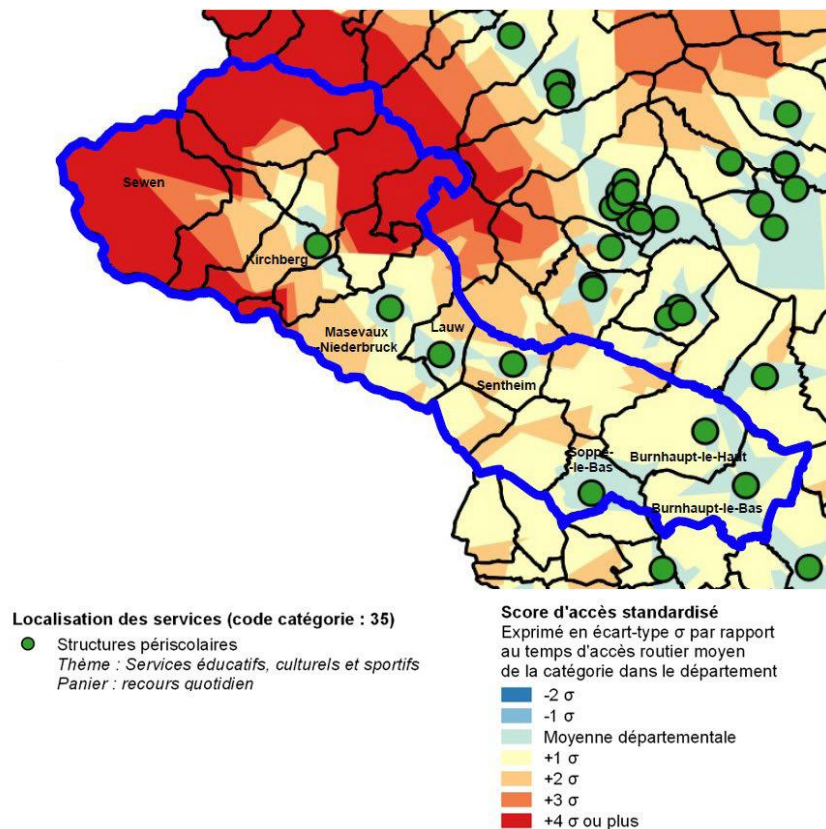 Sewen
Kirchberg
Masevaux
-Niederbruck
Lauw
Sentheim
Soppe-
-le-Bas
Burnhaupt-le-Haut
Burnhaupt-le-Bas
Localisation des services (code catégorie : 35)
Structures périscolaires
Thème : Services éducatifs, culturels et sportifs
Panier : recours quotidien
Score d'accès standardisé
Exprimé en écart-type σ par rapport
au temps d'accès routier moyen
de la catégorie dans le département
-2 σ
-1 σ
Moyenne départementale
+1 σ
+2 σ
+3 σ
+4 σ ou plus